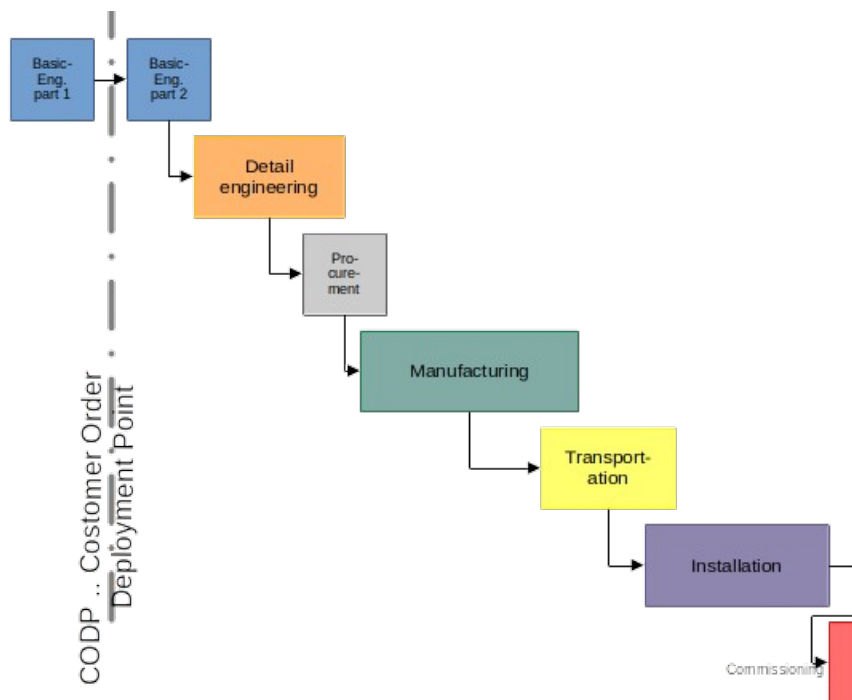 Basic-
Eng.
part 1
Basic-
Eng.
part 2
Detail
engineering
Pro-
cure-
ment
Manufacturing
Transport-
ation
Installation
Commissioning
CODP .. Costomer Order
Deployment Point